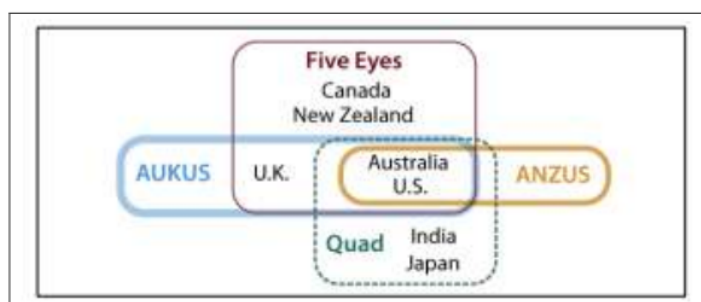 Five Eyes
Canada
New Zealand
AUKUS
U.K.
Australia
U.S.
ANZUS
Quad
India
Japan